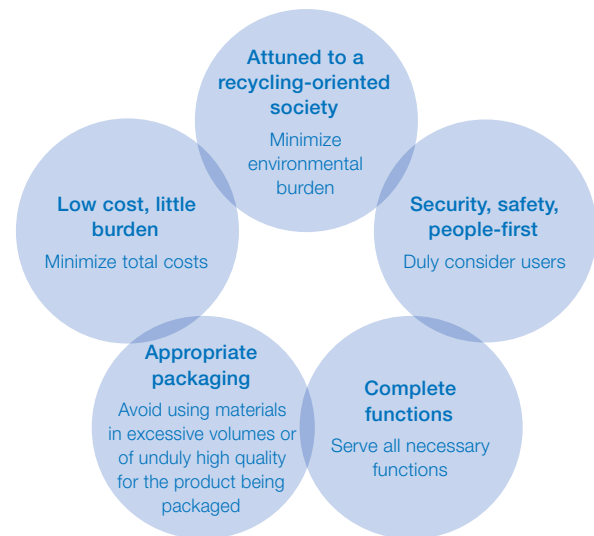 Attuned to a
recycling-oriented
society
Minimize
environmental
burden
Low cost, little
burden
Minimize total costs
Security, safety,
people-first
Duly consider users
Appropriate
packaging
Avoid using materials
in excessive volumes or
of unduly high quality
for the product being
packaged
Complete
functions
Serve all necessary
functions